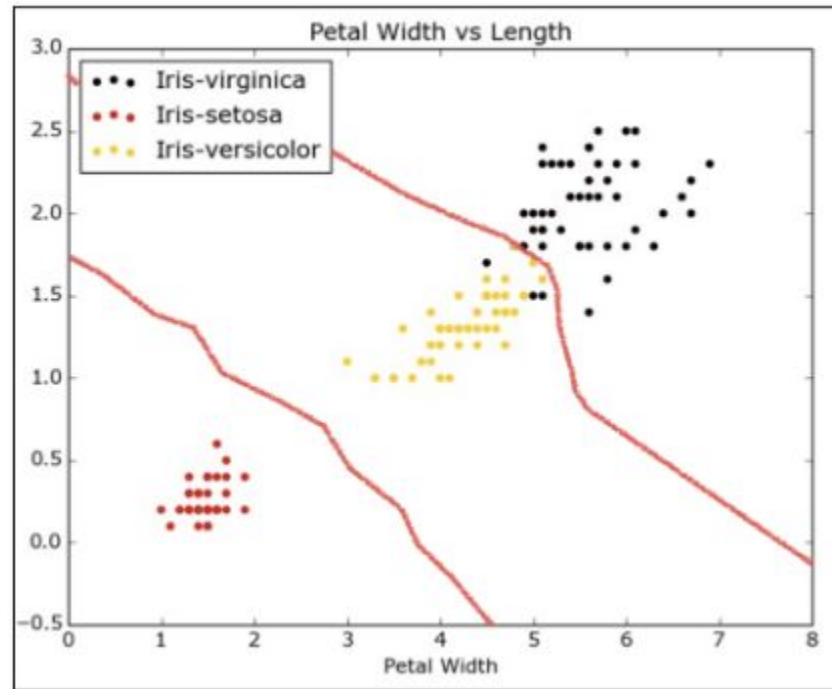 Petal Width vs Length
3.0
Iris-virginica
Iris-setosa
Iris-versicolor
2.5
2.0
1.5
1.0
0.5
0.0
−0.5
0 1 2 3 4 5 6 7 8
Petal Width